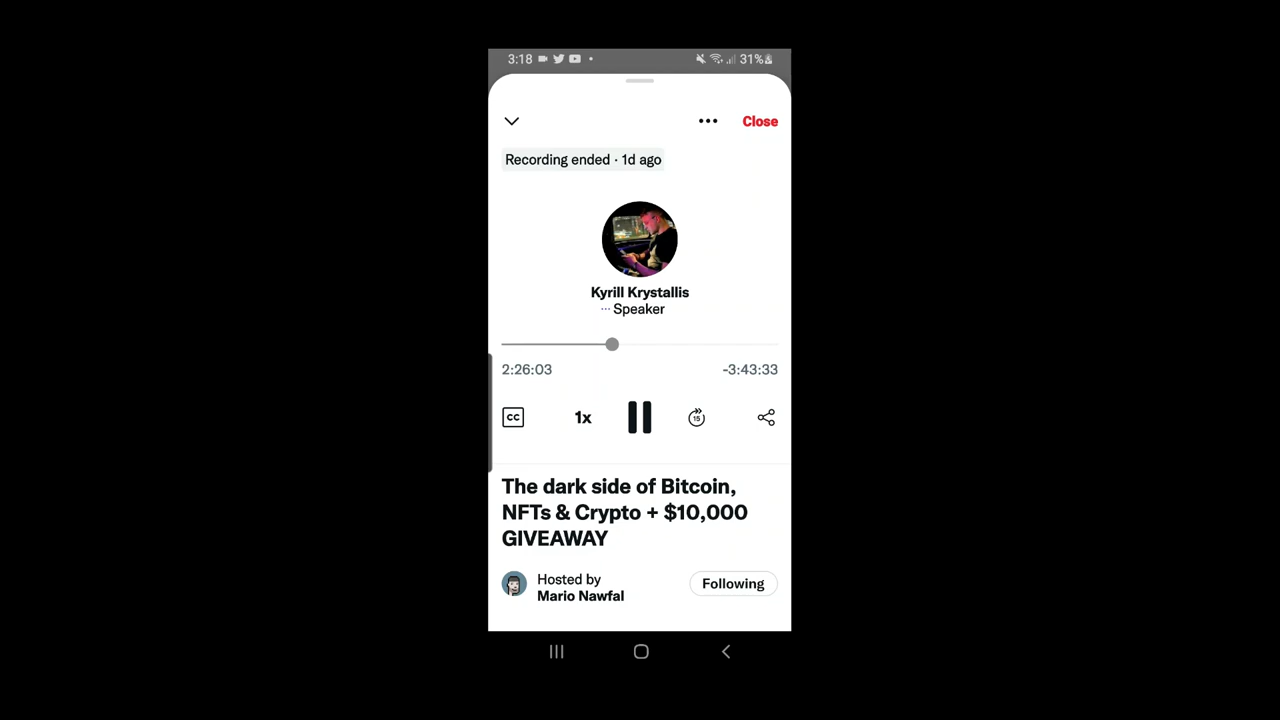 3:18 31%
Close
Recording ended · 1d ago
Kyrill Krystallis
Speaker
2:26:03 -3:43:33
CC 1x 15
The dark side of Bitcoin,
NFTs & Crypto + $10,000
GIVEAWAY
Hosted by
Mario Nawfal
Following